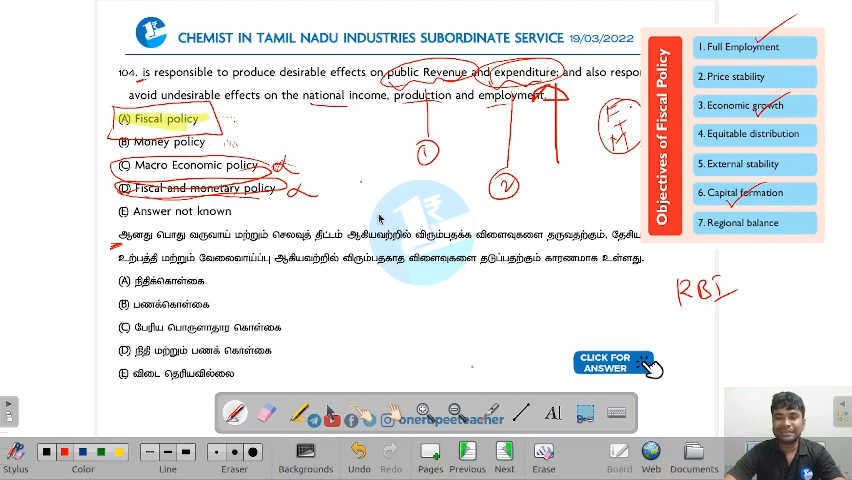 CHEMIST IN TAMIL NADU INDUSTRIES SUBORDINATE SERVICE 19/03/2022
104. is responsible to produce desirable effects on public Revenue and expenditure; and also respon
avoid undesirable effects on the national income, production and employment.
(A) Fiscal policy
(B) Money policy
(C) Macro Economic policy
(D) Fiscal and monetary policy
(E) Answer not known
ஆனது பொது வருவாய் மற்றும் செலவுத் திட்டம் ஆகியவற்றில் விரும்பதக்க விளைவுகளை தருவதற்கும், தேசிய
உற்பத்தி மற்றும் வேலைவாய்ப்பு ஆகியவற்றில் விரும்பதகாத விளைவுகளை தடுப்பதற்கும் காரணமாக உள்ளது.
(A) நிதிக்கொள்கை
(B) பணக்கொள்கை
(C) பேரிய பொருளாதார கொள்கை
(D) நிதி மற்றும் பணக் கொள்கை
(E) விடை தெரியவில்லை
Objectives of Fiscal Policy
1. Full Employment
2. Price stability
3. Economic growth
4. Equitable distribution
5. External stability
6. Capital formation
7. Regional balance
1
2
F
+
M
RBI
CLICK FOR
ANSWER
onerupeeteacher
Stylus
Color
Line
Eraser
Backgrounds
Undo
Redo
Pages
Previous
Next
Erase
Board
Web
Documents